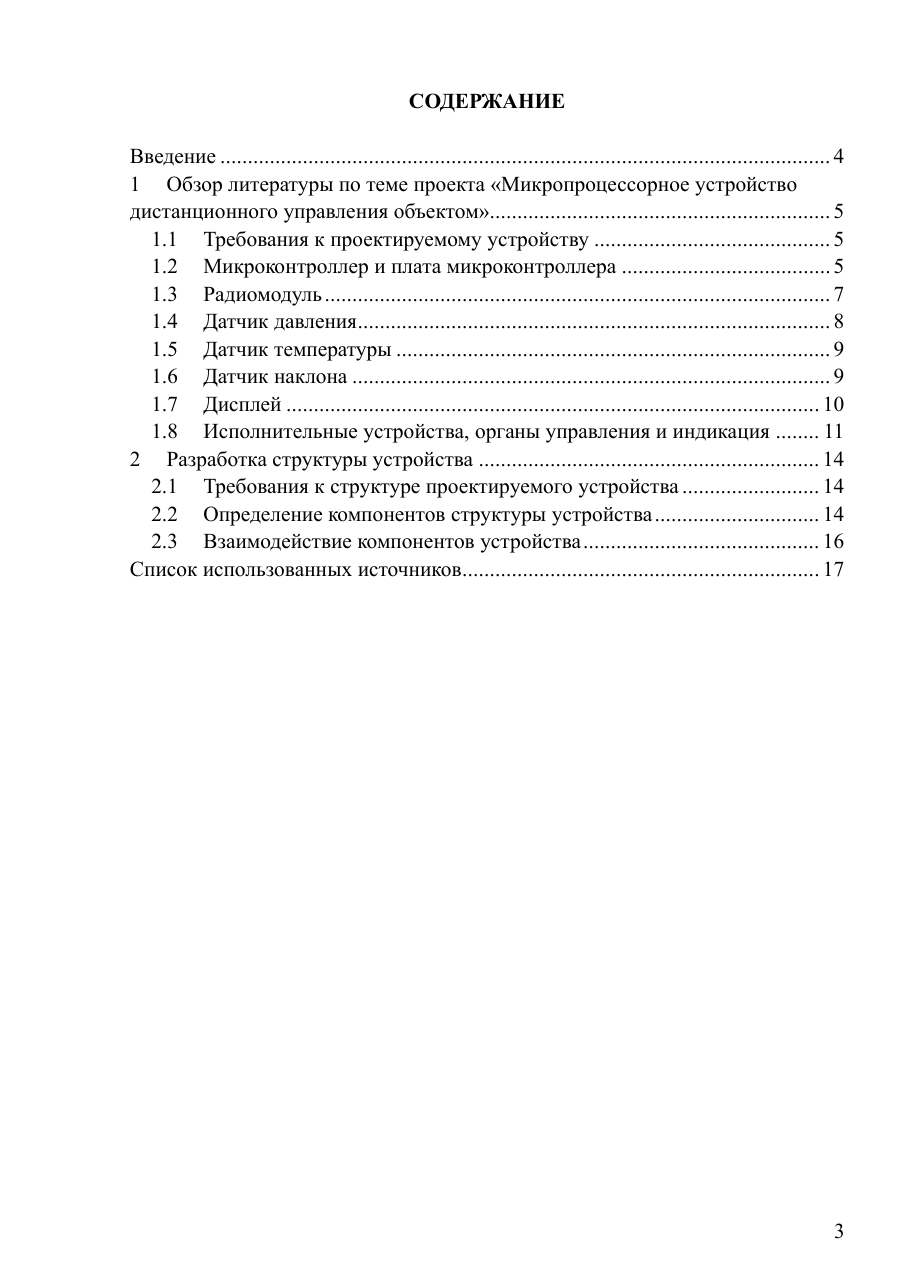 СОДЕРЖАНИЕ
Введение ................................................................................................................. 4
1 Обзор литературы по теме проекта «Микропроцессорное устройство
дистанционного управления объектом»............................................................... 5
1.1 Требования к проектируемому устройству ............................................ 5
1.2 Микроконтроллер и плата микроконтроллера ....................................... 5
1.3 Радиомодуль .............................................................................................. 7
1.4 Датчик давления........................................................................................ 8
1.5 Датчик температуры ................................................................................. 9
1.6 Датчик наклона ......................................................................................... 9
1.7 Дисплей ................................................................................................... 10
1.8 Исполнительные устройства, органы управления и индикация ........ 11
2 Разработка структуры устройства ............................................................... 14
2.1 Требования к структуре проектируемого устройства .......................... 14
2.2 Определение компонентов структуры устройства ............................... 14
2.3 Взаимодействие компонентов устройства ............................................ 16
Список использованных источников.................................................................. 17
3